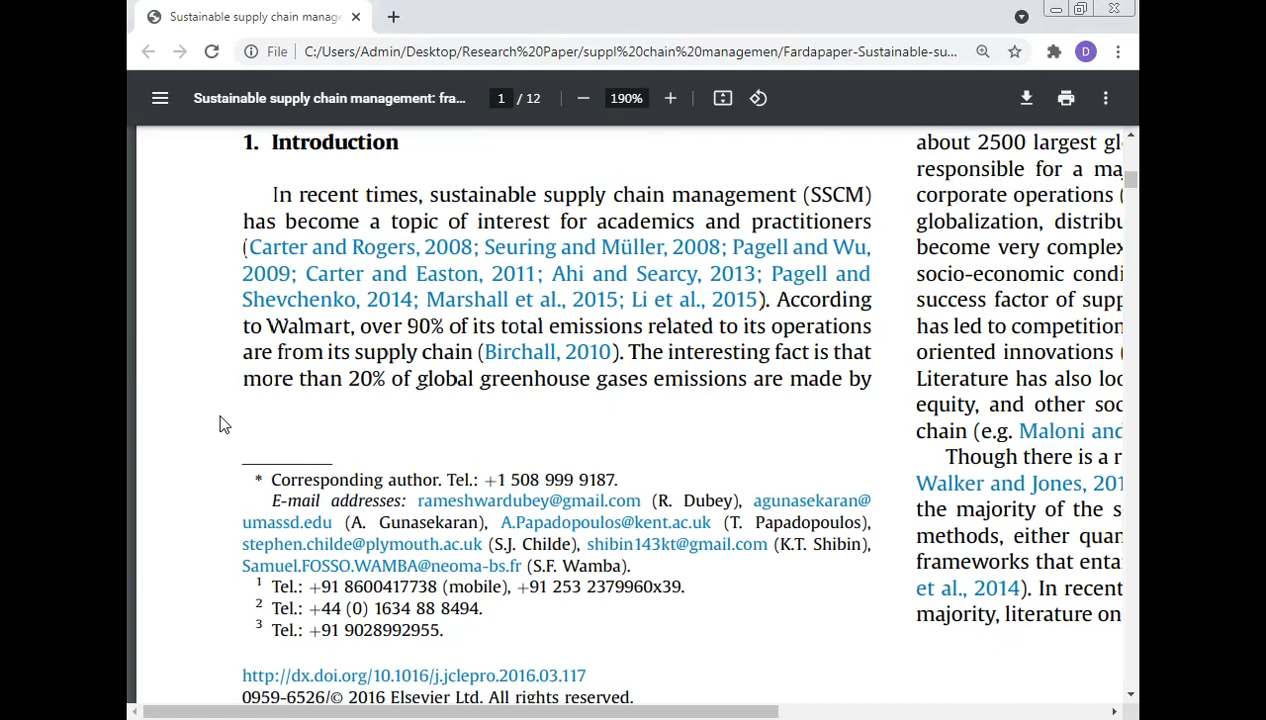 Sustainable supply chain manage
File
C:/Users/Admin/Desktop/Research%20Paper/suppl%20chain%20managemen/Fardapaper-Sustainable-su...
D
Sustainable supply chain management: fra...
1 / 12
190%
1. Introduction
In recent times, sustainable supply chain management (SSCM)
has become a topic of interest for academics and practitioners
(Carter and Rogers, 2008; Seuring and Müller, 2008; Pagell and Wu,
2009; Carter and Easton, 2011; Ahi and Searcy, 2013; Pagell and
Shevchenko, 2014; Marshall et al., 2015; Li et al., 2015). According
to Walmart, over 90% of its total emissions related to its operations
are from its supply chain (Birchall, 2010). The interesting fact is that
more than 20% of global greenhouse gases emissions are made by
* Corresponding author. Tel.: +1 508 999 9187.
E-mail addresses: rameshwardubey@gmail.com (R. Dubey), agunasekaran@
umassd.edu (A. Gunasekaran), A.Papadopoulos@kent.ac.uk (T. Papadopoulos),
stephen.childe@plymouth.ac.uk (S.J. Childe), shibin143kt@gmail.com (K.T. Shibin),
Samuel.FOSSO.WAMBA@neoma-bs.fr (S.F. Wamba).
1 Tel.: +91 8600417738 (mobile), +91 253 2379960x39.
2 Tel.: +44 (0) 1634 88 8494.
3 Tel.: +91 9028992955.
http://dx.doi.org/10.1016/j.jclepro.2016.03.117
0959-6526/© 2016 Elsevier Ltd. All rights reserved.
about 2500 largest gl
responsible for a ma
corporate operations (
globalization, distribu
become very complex
socio-economic condi
success factor of supp
has led to competition
oriented innovations (
Literature has also loo
equity, and other soc
chain (e.g. Maloni and
Though there is a r
Walker and Jones, 201
the majority of the s
methods, either quan
frameworks that enta
et al., 2014). In recent
majority, literature on